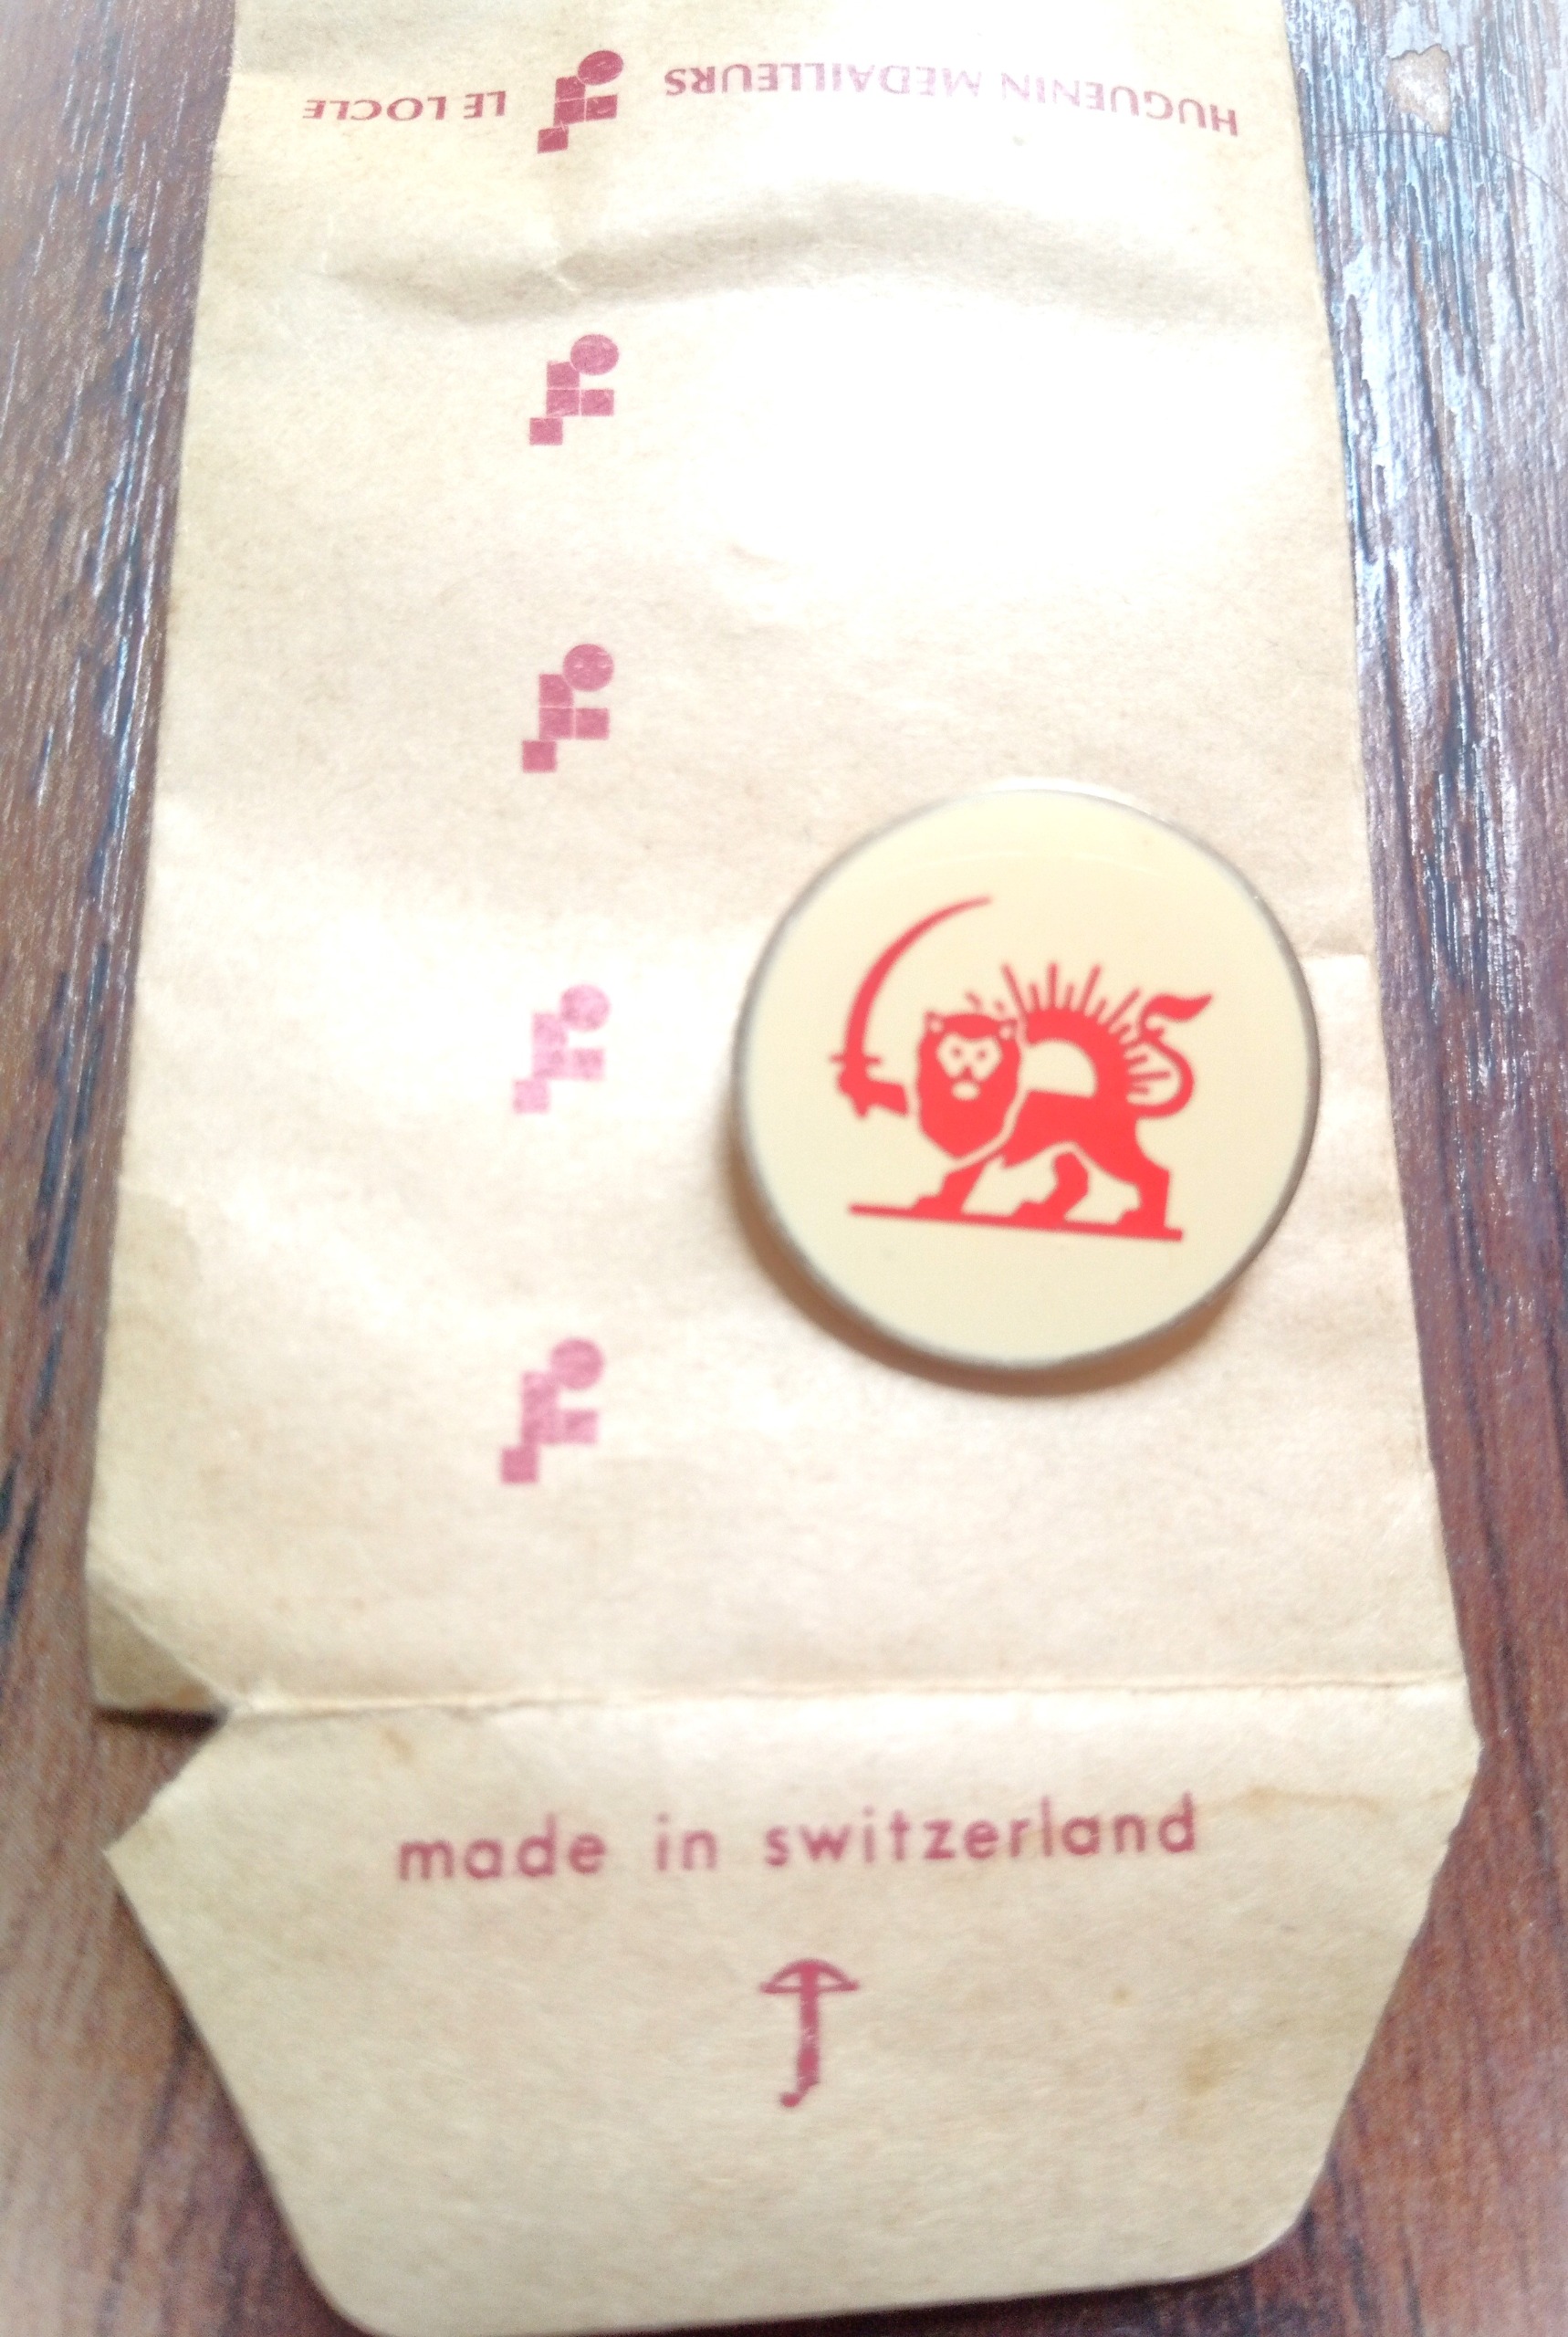 HUGUENIN MEDAILLEURS LE LOCLE
made in switzerland